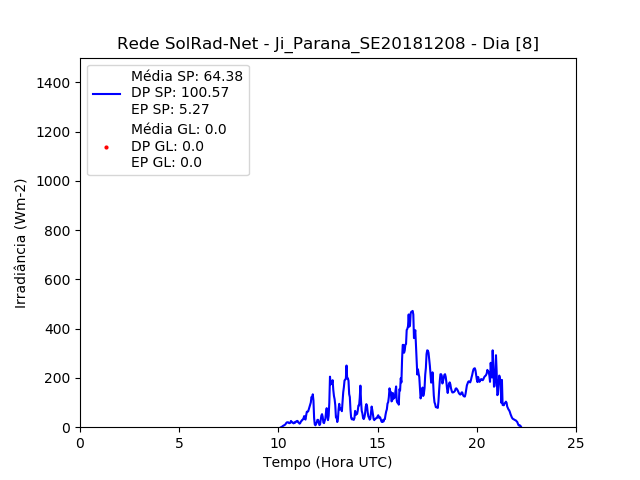 Rede SolRad-Net - Ji_Parana_SE20181208 - Dia [8]
Média SP: 64.38
DP SP: 100.57
EP SP: 5.27
Média GL: 0.0
DP GL: 0.0
EP GL: 0.0
Irradiância (Wm-2)
1400
1200
1000
800
600
400
200
0
0 5 10 15 20 25
Tempo (Hora UTC)